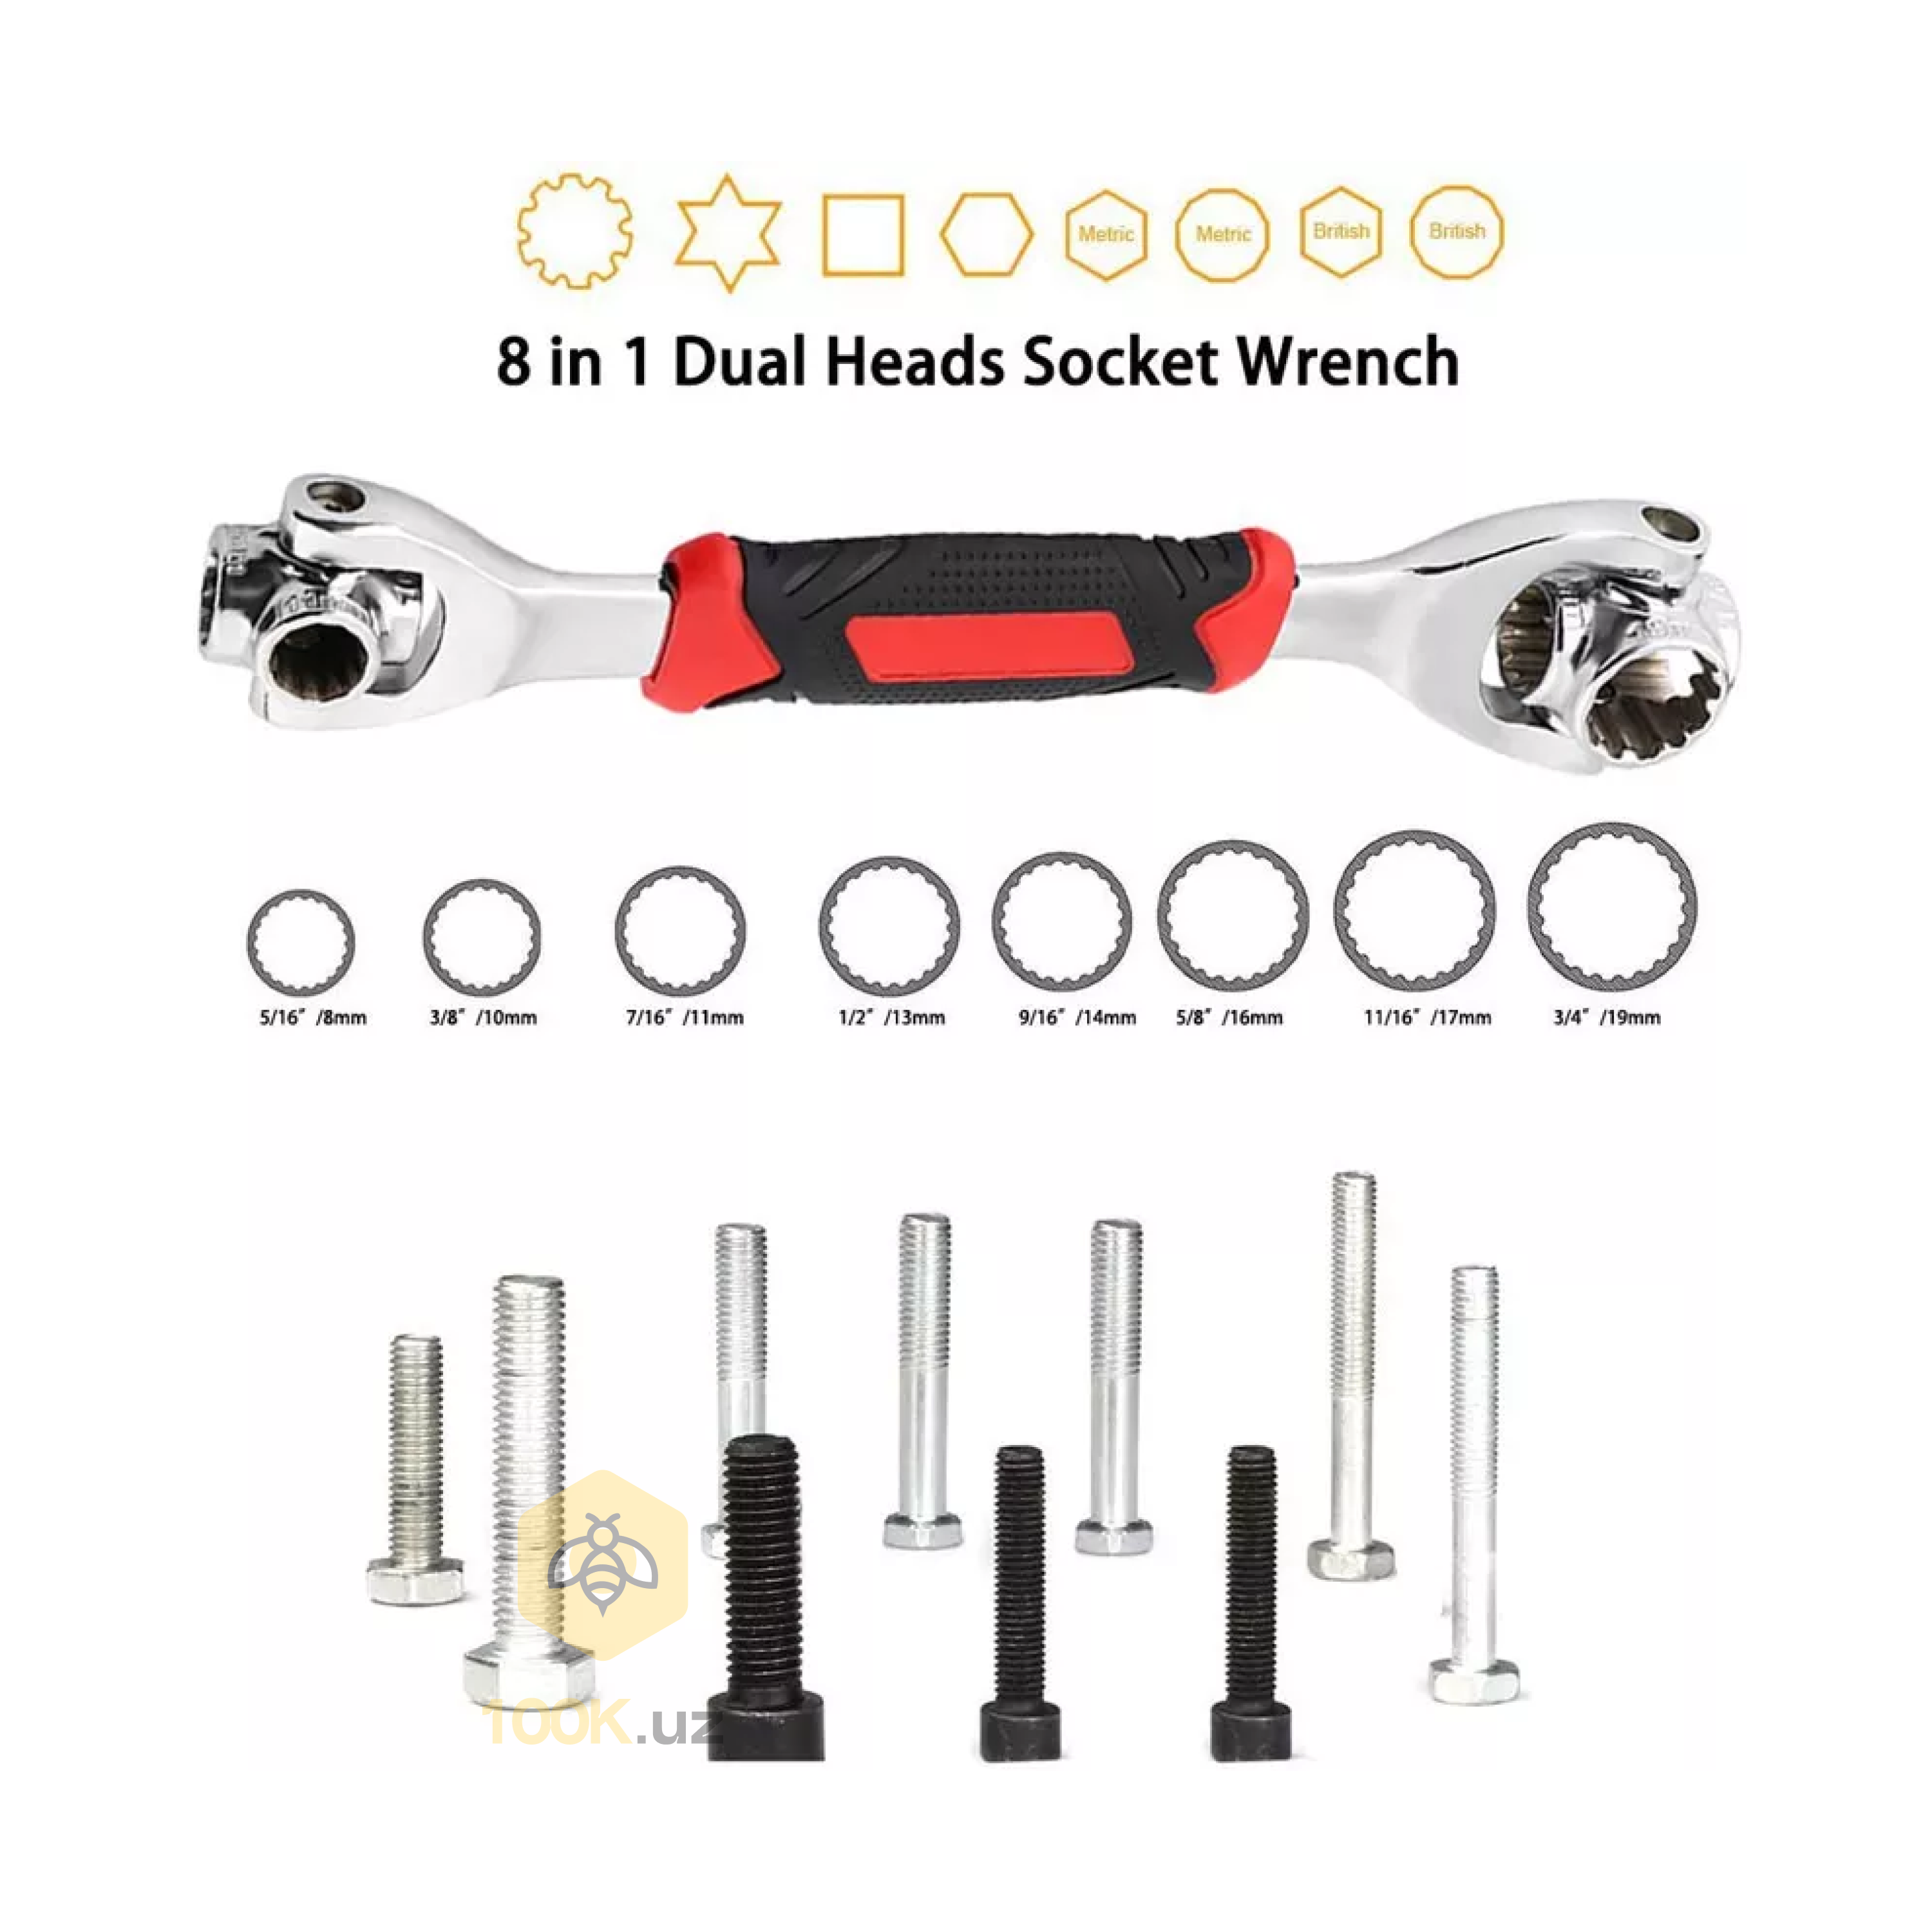 Metric
Metric
British
British
8 in 1 Dual Heads Socket Wrench
5/16" /8mm
3/8" /10mm
7/16" /11mm
1/2" /13mm
9/16" /14mm
5/8" /16mm
11/16" /17mm
3/4" /19mm
100K.uz